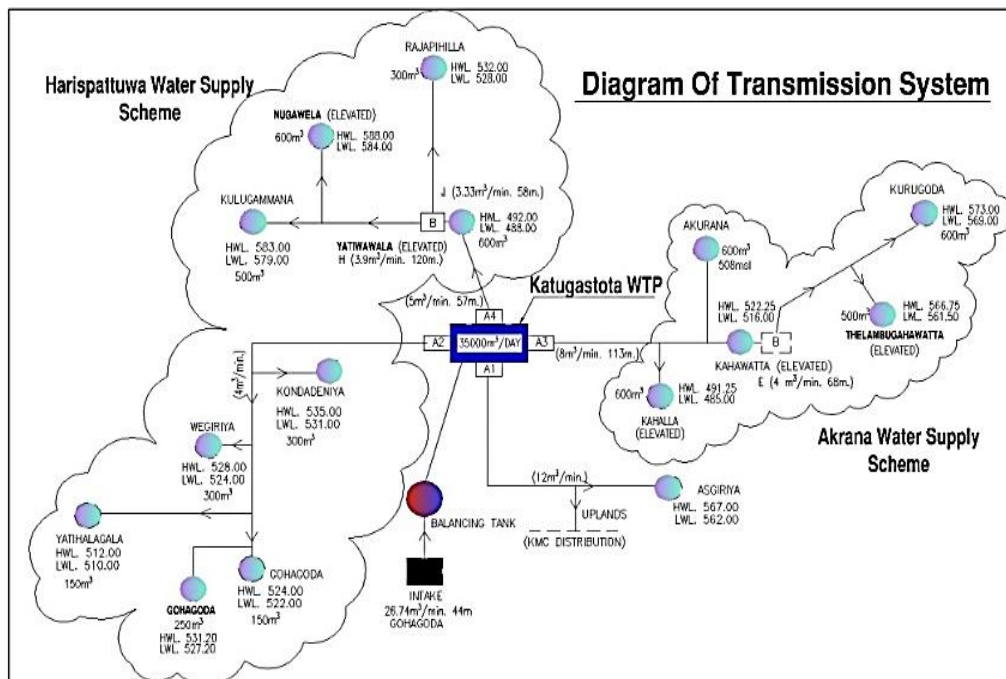 Diagram Of Transmission System
Harispattuwa Water Supply
Scheme
RAJAPIHILLA
300m³
HWL. 532.00
LWL. 528.00
NUGAWELA (ELEVATED)
600m³
HWL. 588.00
LWL. 584.00
KULUGAMMANA
HWL. 583.00
LWL. 579.00
500m³
J (3.33m³/min. 58m.)
B
HWL. 492.00
LWL. 488.00
600m³
YATIWAWALA (ELEVATED)
H (3.9m³/min. 120m.)
(5m³/min. 57m.)
Katugastota WTP
A4
A2
35000m³/DAY
A3
A1
(8m³/min. 113m.)
AKURANA
600m³
508msl
KURUGODA
HWL. 573.00
LWL. 569.00
600m³
HWL. 522.25
LWL. 516.00
B
KAHAWATTA (ELEVATED)
E (4 m³/min. 68m.)
500m³
HWL. 566.75
LWL. 561.50
THELAMBUGAHAWATTA
(ELEVATED)
600m³
HWL. 491.25
LWL. 485.00
KAHALLA
(ELEVATED)
Akrana Water Supply
Scheme
(4m³/min.)
KONDADENIYA
HWL. 535.00
LWL. 531.00
300m³
WEGIRIYA
HWL. 528.00
LWL. 524.00
300m³
YATIHALAGALA
HWL. 512.00
LWL. 510.00
150m³
GOHAGODA
HWL. 524.00
LWL. 522.00
150m³
GOHAGODA
250m³
HWL. 531.20
LWL. 527.20
BALANCING TANK
INTAKE
26.74m³/min. 44m
GOHAGODA
(12m³/min.)
ASGIRIYA
HWL. 567.00
LWL. 562.00
UPLANDS
(KMC DISTRIBUTION)